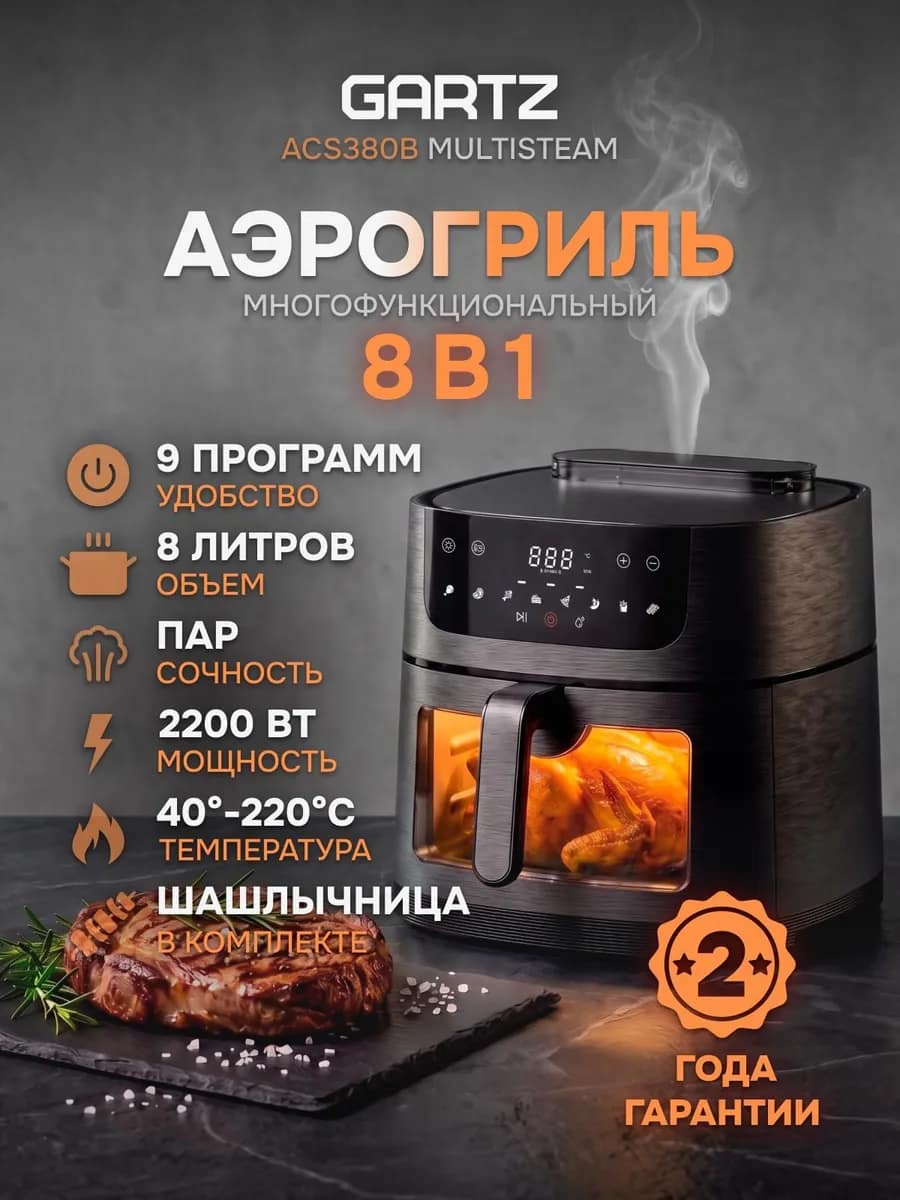 GARTZ
ACS380B MULTISTEAM
АЭРОГРИЛЬ
МНОГОФУНКЦИОНАЛЬНЫЙ
8 В 1
9 ПРОГРАММ
УДОБСТВО
8 ЛИТРОВ
ОБЪЕМ
ПАР
СОЧНОСТЬ
2200 ВТ
МОЩНОСТЬ
40°-220°C
ТЕМПЕРАТУРА
ШАШЛЫЧНИЦА
В КОМПЛЕКТЕ
888
°C
2
ГОДА
ГАРАНТИИ